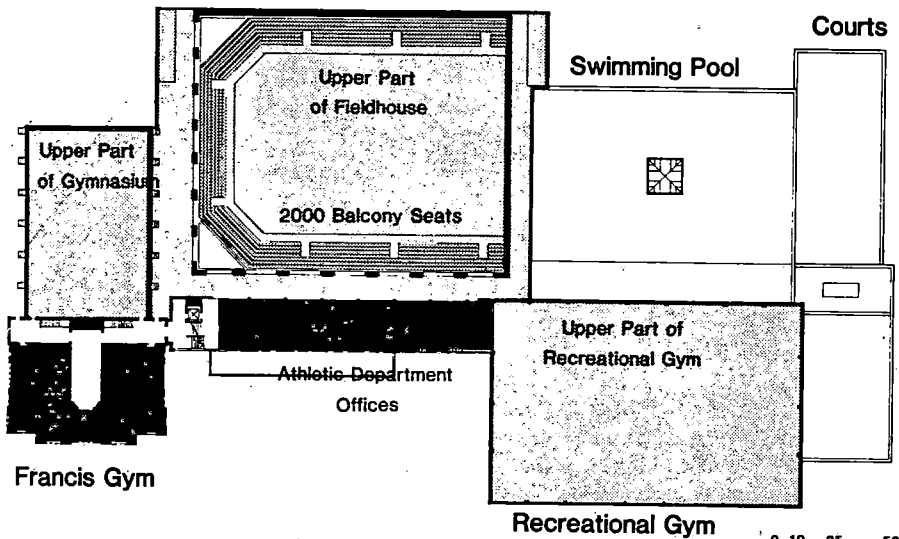 Courts
Swimming Pool
Upper Part
of Fieldhouse
Upper Part
of Gymnasium
2000 Balcony Seats
Upper Part of
Recreational Gym
Athletic Department
Offices
Francis Gym
Recreational Gym